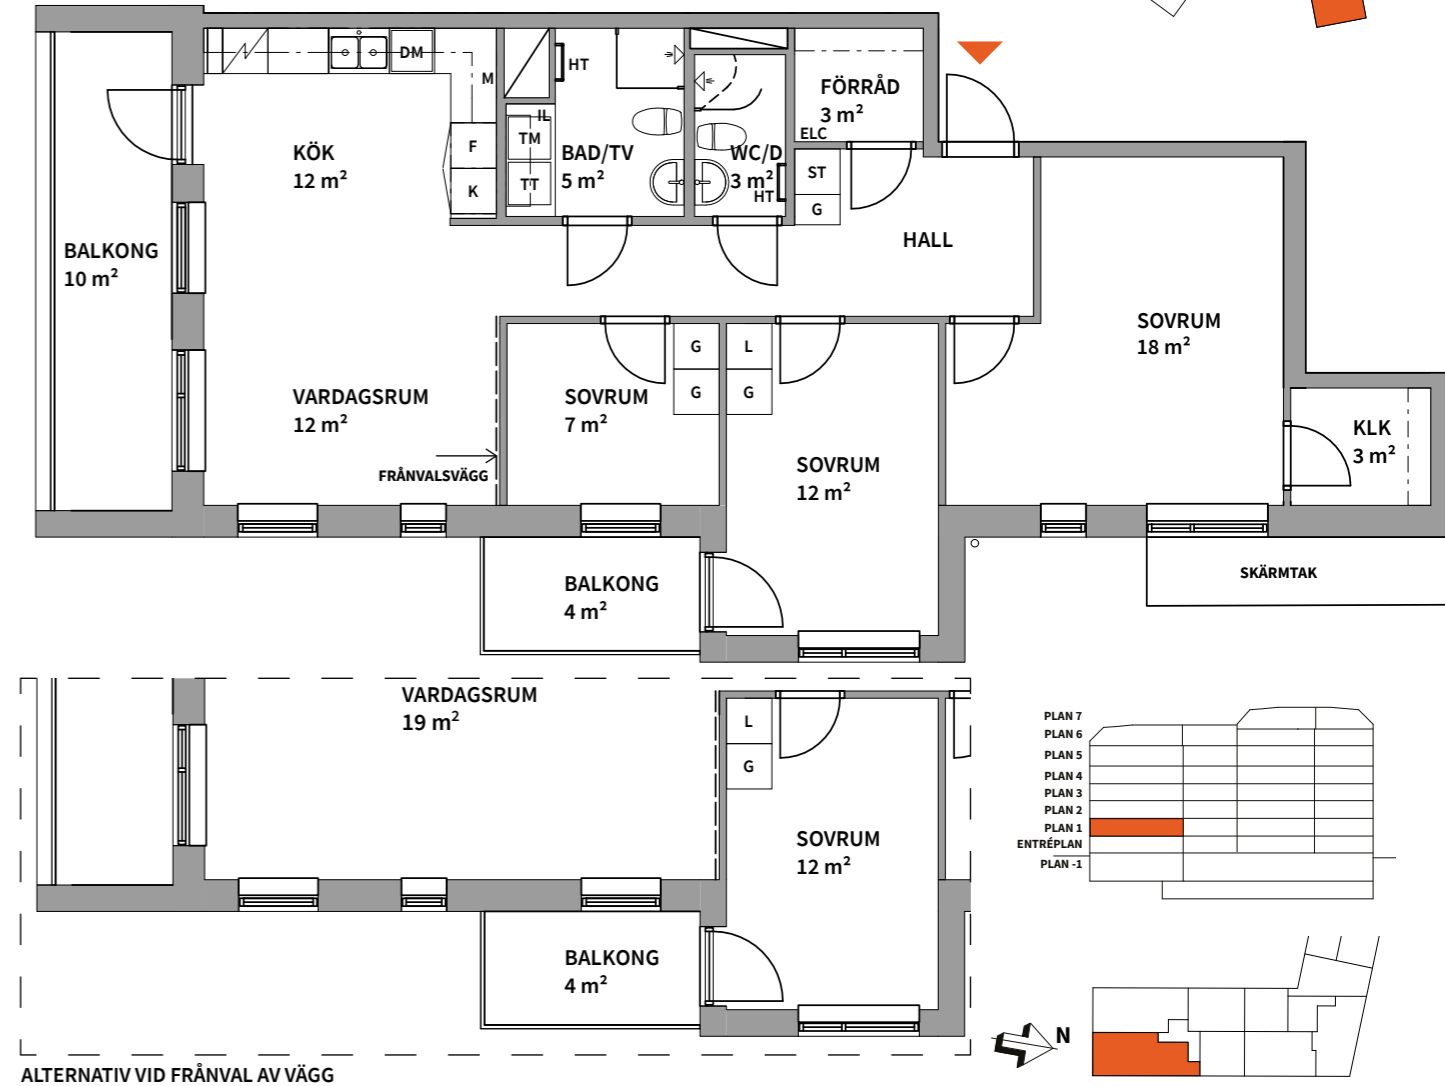 DM
M
HT
FÖRRÅD
3 m²
ELC
IL
TM
TT
BAD/TV
5 m²
WC/D
3 m²
HT
F
K
ST
G
KÖK
12 m²
HALL
BALKONG
10 m²
SOVRUM
18 m²
G
G
L
G
VARDAGSRUM
12 m²
SOVRUM
7 m²
FRÅNVALSVÄGG
SOVRUM
12 m²
KLK
3 m²
BALKONG
4 m²
SKÄRMTAK
VARDAGSRUM
19 m²
L
G
SOVRUM
12 m²
BALKONG
4 m²
PLAN 7
PLAN 6
PLAN 5
PLAN 4
PLAN 3
PLAN 2
PLAN 1
ENTRÉPLAN
PLAN -1
N
ALTERNATIV VID FRÅNVAL AV VÄGG